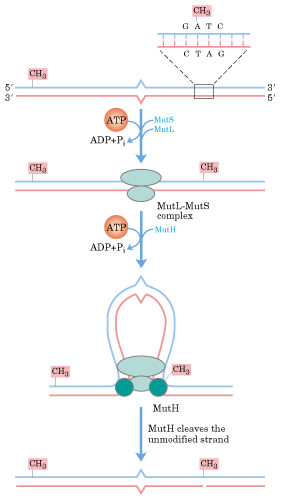 CH3
G A T C
CH3
C T A G
5′ 3′
3′ 5′
ATP
MutS
MutL
ADP+Pi
CH3 CH3
MutL-MutS
complex
ATP
MutH
ADP+Pi
CH3 CH3
MutH
MutH cleaves the
unmodified strand
CH3 CH3